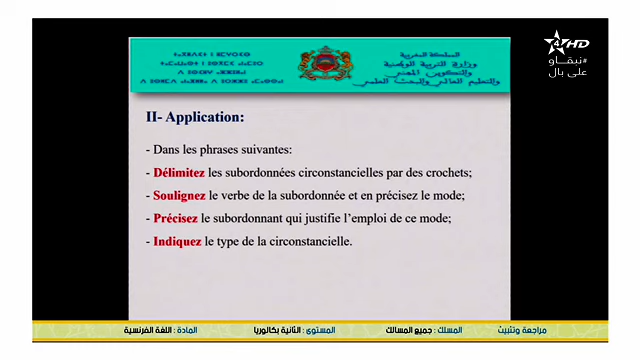 المملكة المغربية
وزارة التربية الوطنية
والتكوين المهني
والتعليم العالي والبحث العلمي
4 HD
#نبقاو
على بال
II- Application:
- Dans les phrases suivantes:
- Délimitez les subordonnées circonstancielles par des crochets;
- Soulignez le verbe de la subordonnée et en précisez le mode;
- Précisez le subordonnant qui justifie l'emploi de ce mode;
- Indiquez le type de la circonstancielle.
مراجعة وتثبيت
المسلك : جميع المسالك
المستوى : الثانية بكالوريا
المادة : اللغة الفرنسية